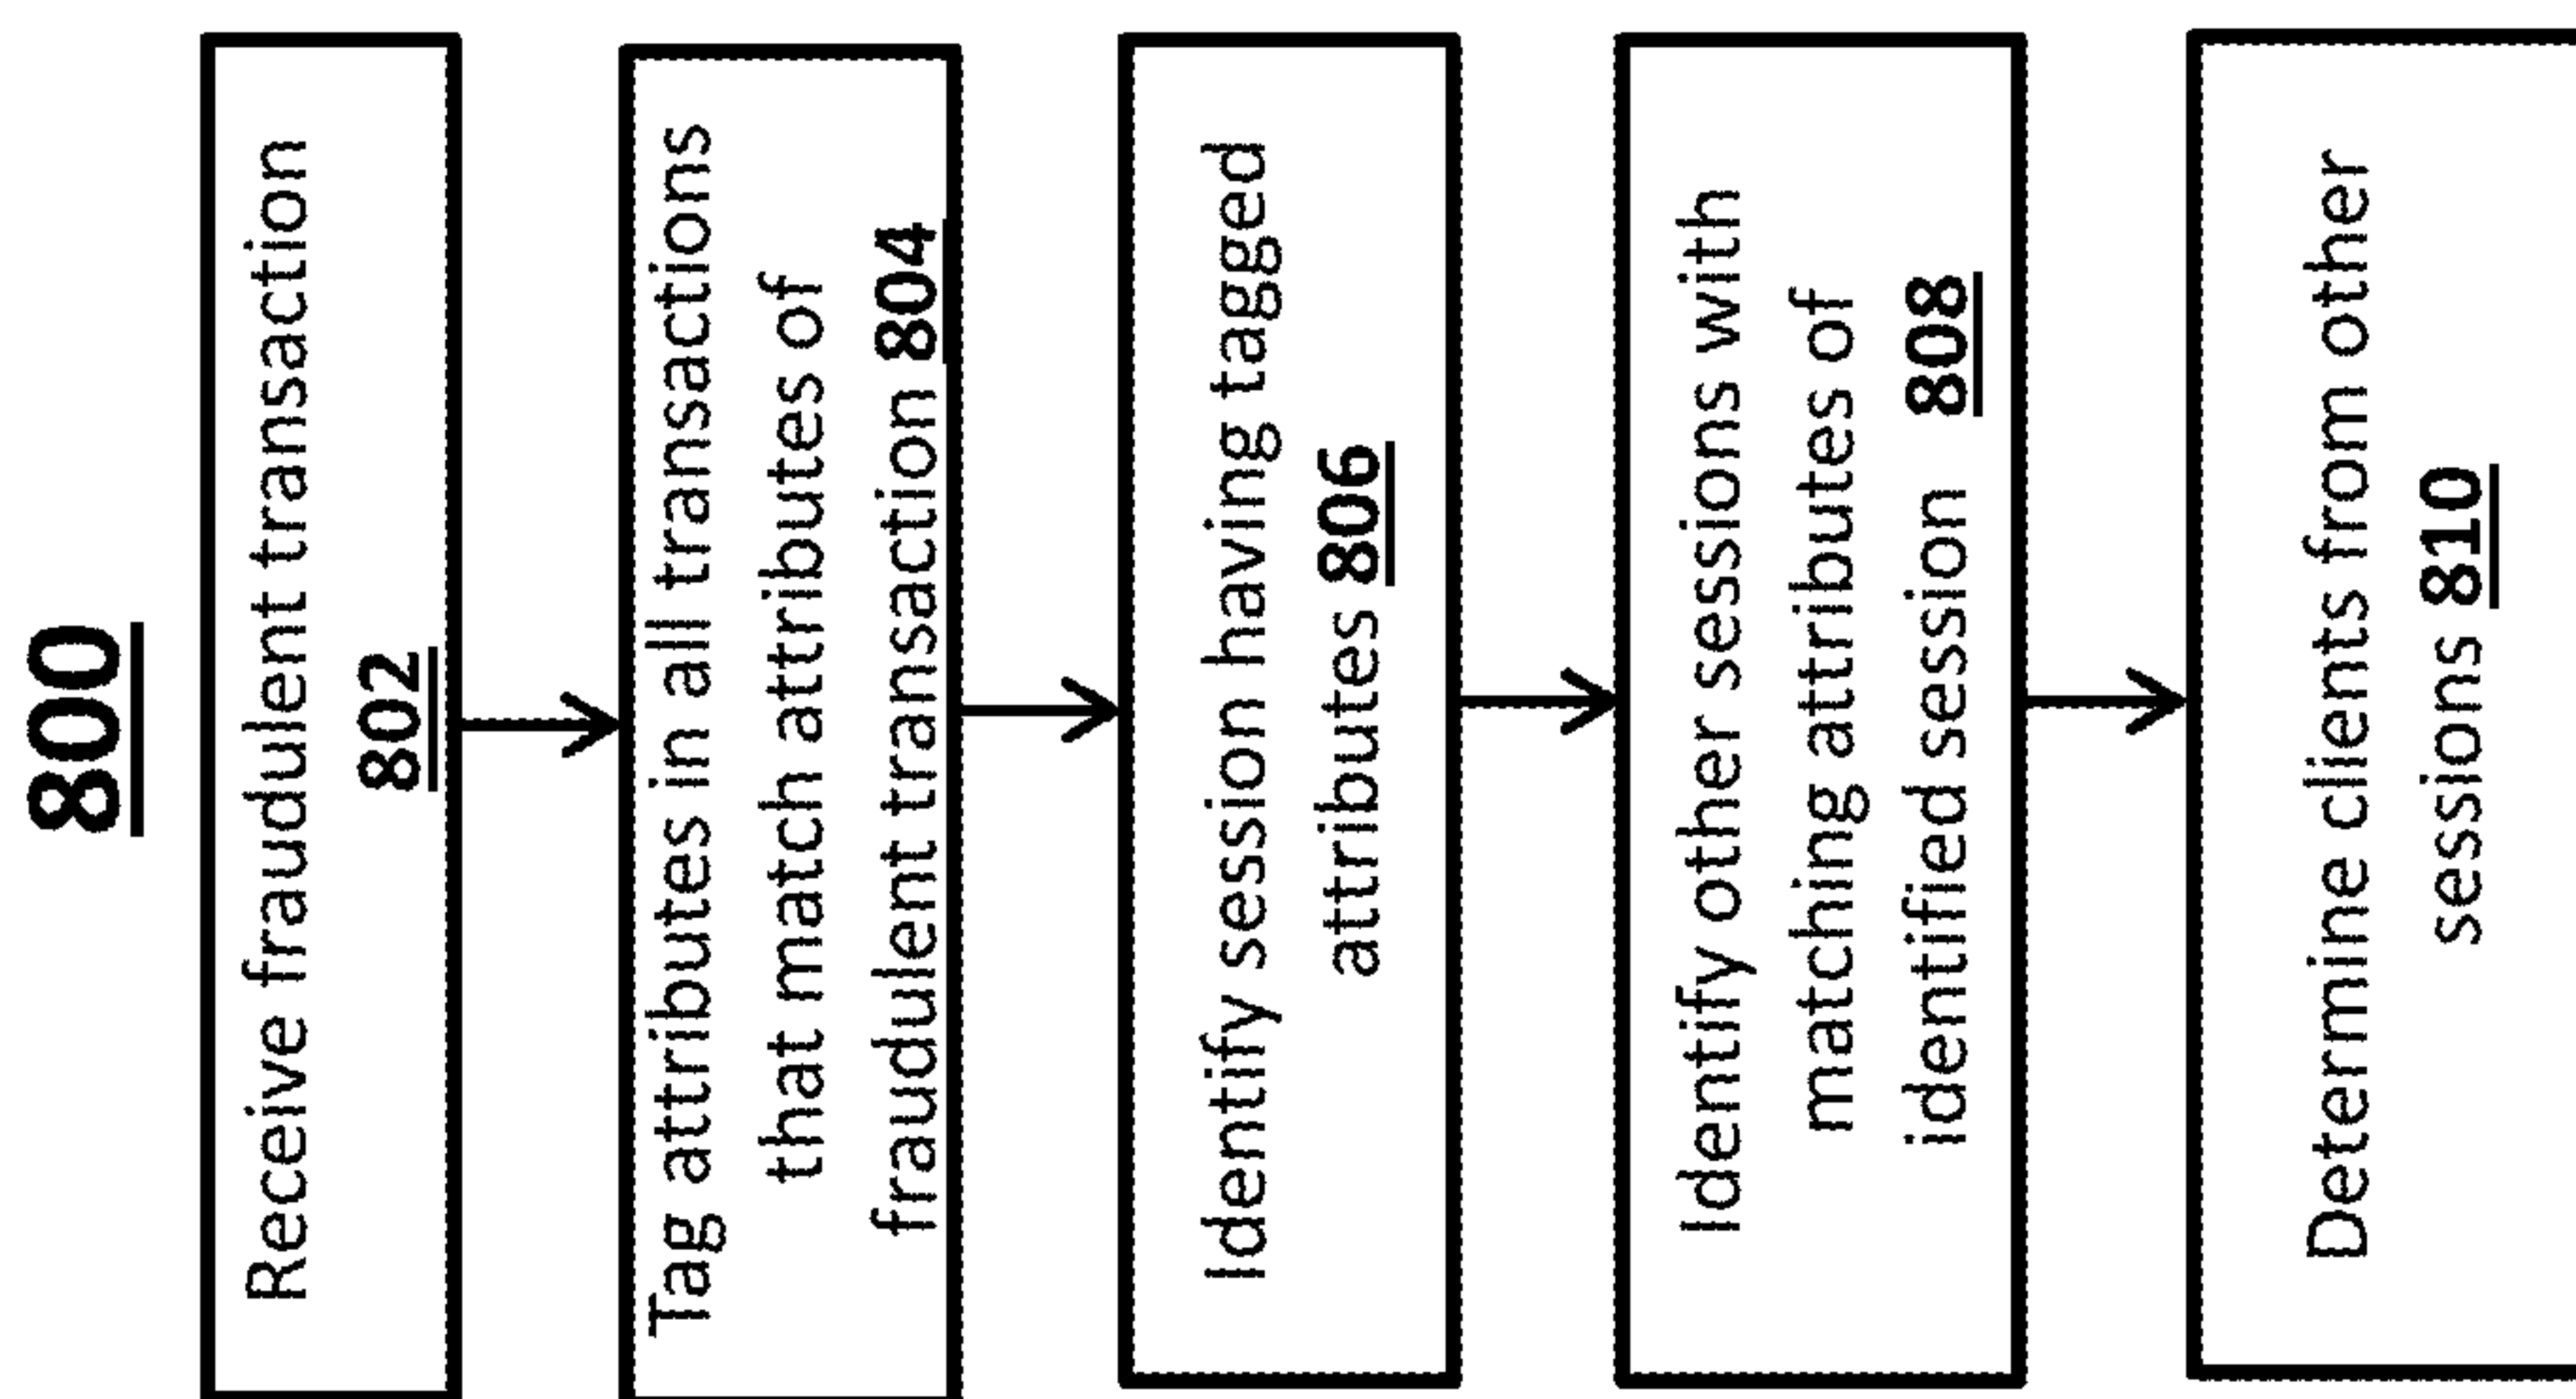 800
Receive fraudulent transaction
802
Tag attributes in all transactions
that match attributes of
fraudulent transaction 804
Identify session having tagged
attributes 806
Identify other sessions with
matching attributes of
identified session 808
Determine clients from other
sessions 810